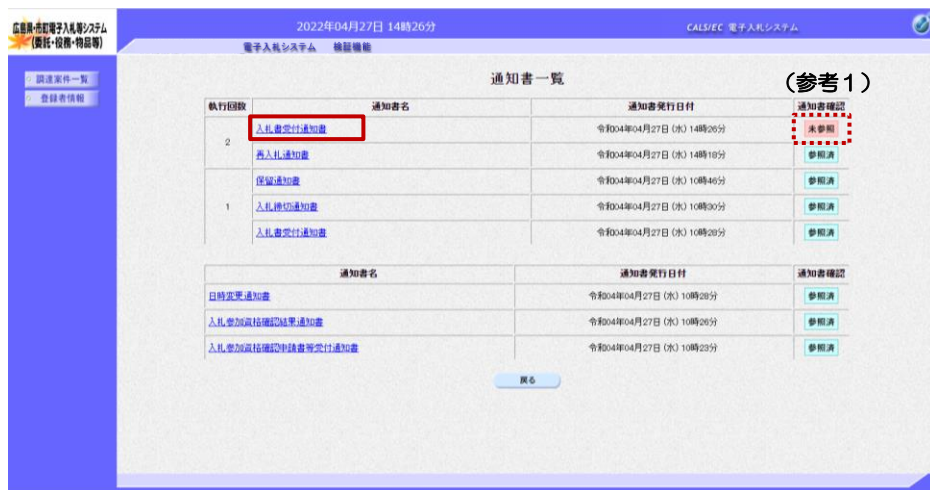 広島県・市町電子入札等システム
(委託・役務・物品等)
2022年04月27日 14時26分
CALS/EC 電子入札システム
電子入札システム 検証機能
調達案件一覧
登録者情報
通知書一覧
(参考1)
執行回数 通知書名 通知書発行日付 通知書確認
2 入札書受付通知書 令和04年04月27日 (水) 14時26分 未参照
再入札通知書 令和04年04月27日 (水) 14時18分 参照済
1 保留通知書 令和04年04月27日 (水) 10時46分 参照済
入札締切通知書 令和04年04月27日 (水) 10時30分 参照済
入札書受付通知書 令和04年04月27日 (水) 10時29分 参照済
通知書名 通知書発行日付 通知書確認
日時変更通知書 令和04年04月27日 (水) 10時28分 参照済
入札参加資格確認結果通知書 令和04年04月27日 (水) 10時26分 参照済
入札参加資格確認申請書等受付通知書 令和04年04月27日 (水) 10時23分 参照済
戻る